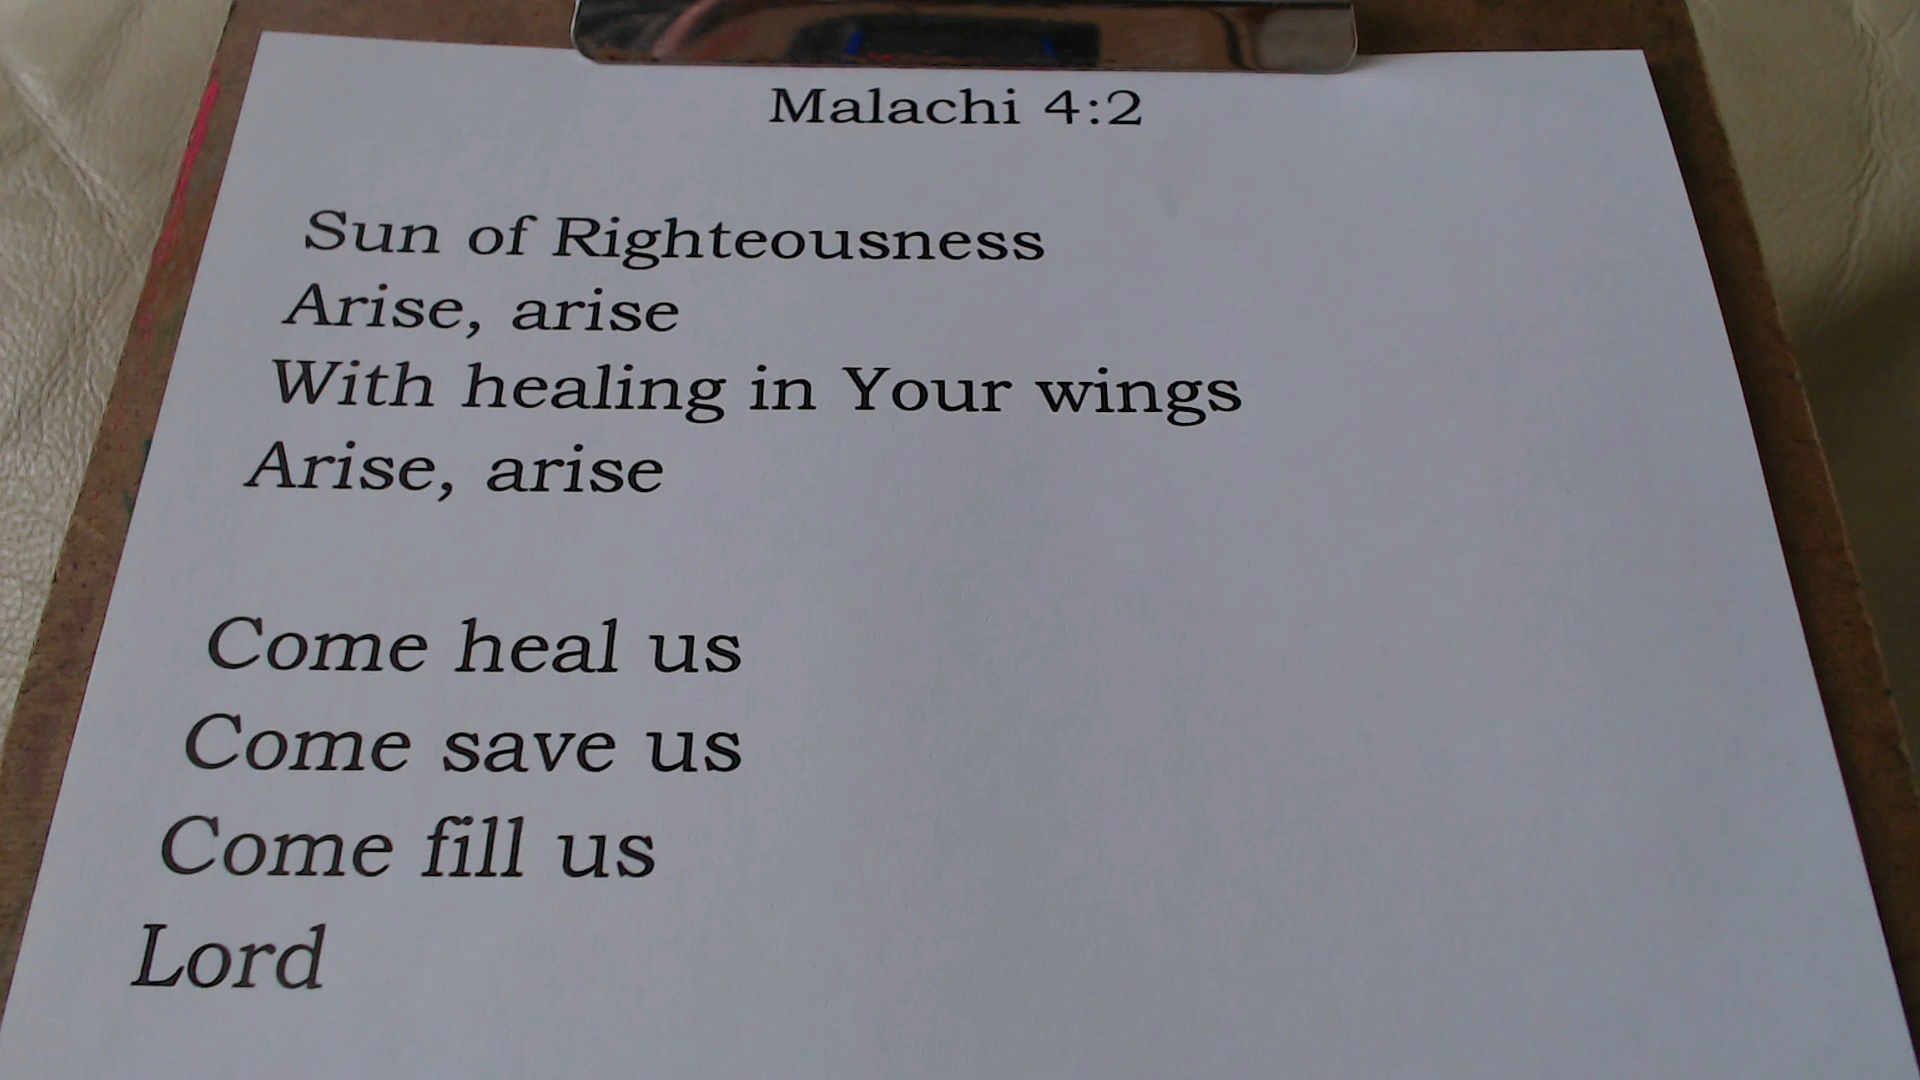 Malachi 4:2
Sun of Righteousness
Arise, arise
With healing in Your wings
Arise, arise
Come heal us
Come save us
Come fill us
Lord